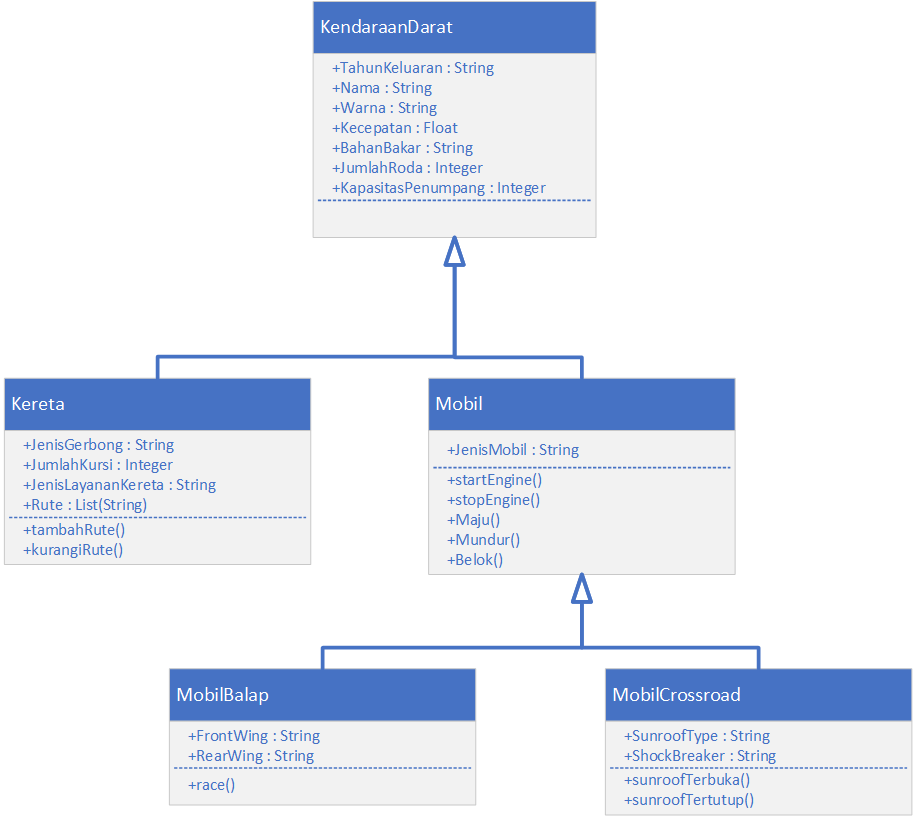 KendaraanDarat
+TahunKeluaran : String
+Nama : String
+Warna : String
+Kecepatan : Float
+BahanBakar : String
+JumlahRoda : Integer
+KapasitasPenumpang : Integer
Kereta
+JenisGerbong : String
+JumlahKursi : Integer
+JenisLayananKereta : String
+Rute : List(String)
+tambahRute()
+kurangiRute()
Mobil
+JenisMobil : String
+startEngine()
+stopEngine()
+Maju()
+Mundur()
+Belok()
MobilBalap
+FrontWing : String
+RearWing : String
+race()
MobilCrossroad
+SunroofType : String
+ShockBreaker : String
+sunroofTerbuka()
+sunroofTertutup()